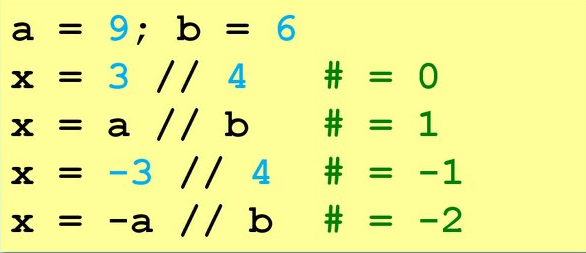 a = 9; b = 6
x = 3 // 4    # = 0
x = a // b    # = 1
x = -3 // 4  # = -1
x = -a // b  # = -2